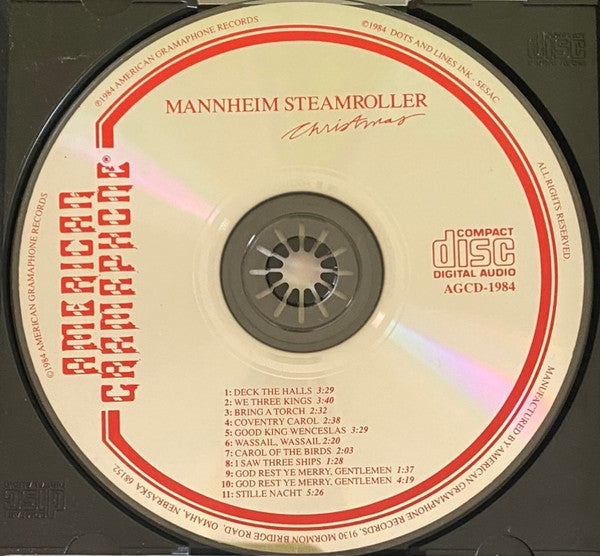 ℗1984 AMERICAN GRAMAPHONE RECORDS
©1984 DOTS AND LINES INK - SESAC
MANNHEIM STEAMROLLER
Christmas
ALL RIGHTS RESERVED
©1984 AMERICAN GRAMAPHONE RECORDS
AMERICAN
GRAMAPHONE®
COMPACT
disc
DIGITAL AUDIO
AGCD-1984
1: DECK THE HALLS 3:29
2: WE THREE KINGS 3:40
3: BRING A TORCH 2:32
4: COVENTRY CAROL 2:38
5: GOOD KING WENCESLAS 3:29
6: WASSAIL, WASSAIL 2:20
7: CAROL OF THE BIRDS 2:03
8: I SAW THREE SHIPS 1:28
9: GOD REST YE MERRY, GENTLEMEN 1:37
10: GOD REST YE MERRY, GENTLEMEN 4:19
11: STILLE NACHT 5:26
MANUFACTURED BY AMERICAN GRAMAPHONE RECORDS, 9130 MORMON BRIDGE ROAD, OMAHA, NEBRASKA 68152.
COMPACT
disc
DIGITAL AUDIO